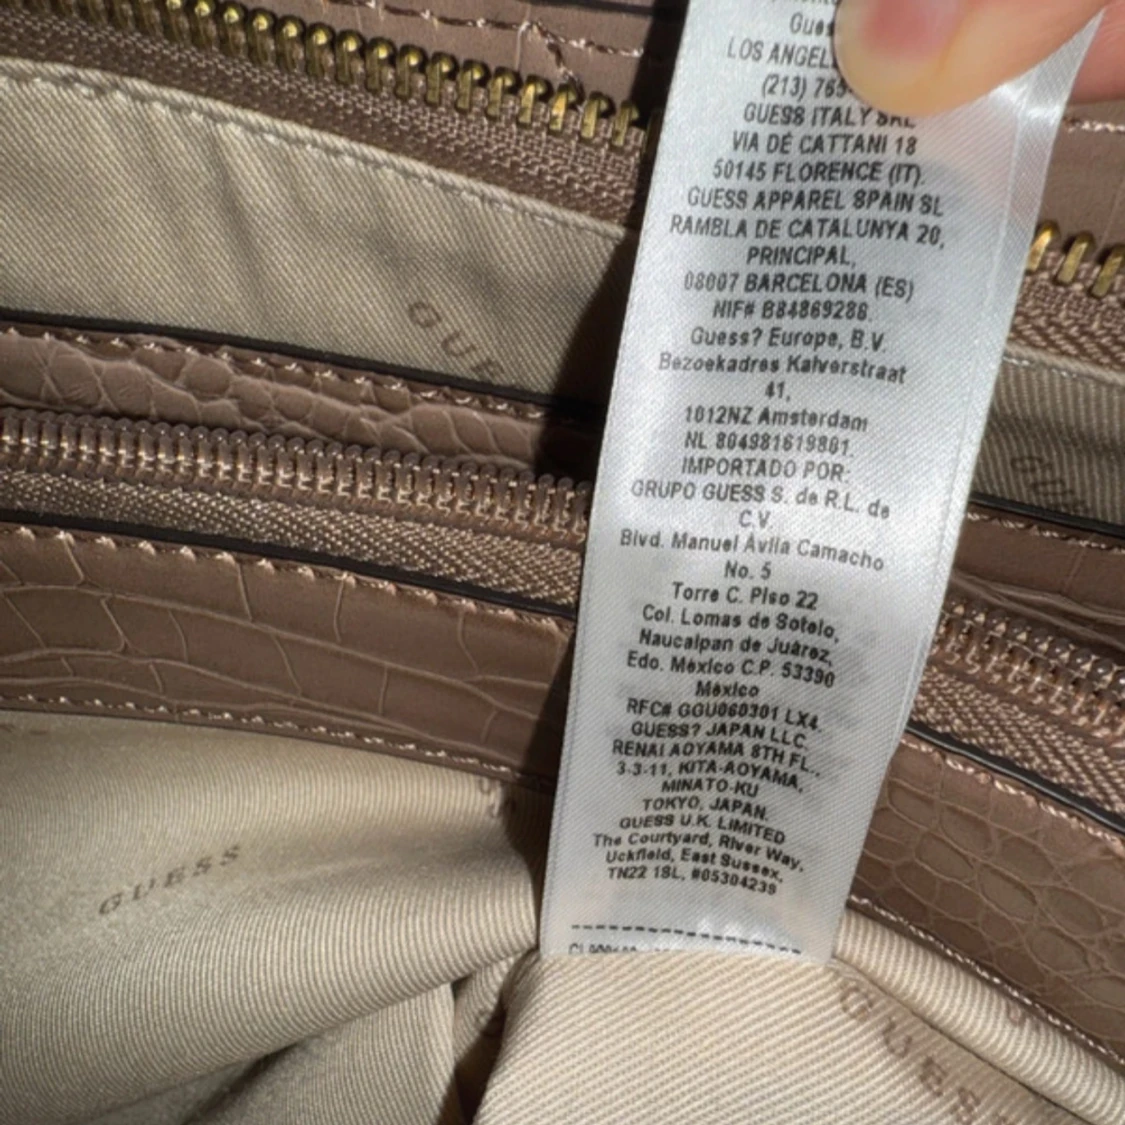 Gues
LOS ANGEL
(213) 765-
GUESS ITALY SRL
VIA DE CATTANI 18
50145 FLORENCE (IT).
GUESS APPAREL SPAIN SL
RAMBLA DE CATALUNYA 20,
PRINCIPAL,
08007 BARCELONA (ES)
NIF# B84869286.
Guess? Europe, B.V.
Bezoekadres Kalverstraat
41,
1012NZ Amsterdam
NL 804981619B01.
IMPORTADO POR:
GRUPO GUESS S. de R.L. de
C.V.
Blvd. Manuel Ávila Camacho
No. 5
Torre C. Piso 22
Col. Lomas de Sotelo,
Naucalpan de Juárez,
Edo. México C.P. 53390
México
RFC# GGU060301 LX4.
GUESS? JAPAN LLC.
RENAI AOYAMA 8TH FL.,
3-3-11, KITA-AOYAMA,
MINATO-KU
TOKYO, JAPAN.
GUESS U.K. LIMITED
The Courtyard, River Way,
Uckfield, East Sussex,
TN22 1SL, #05304239
GUE
GUESS
GUESS